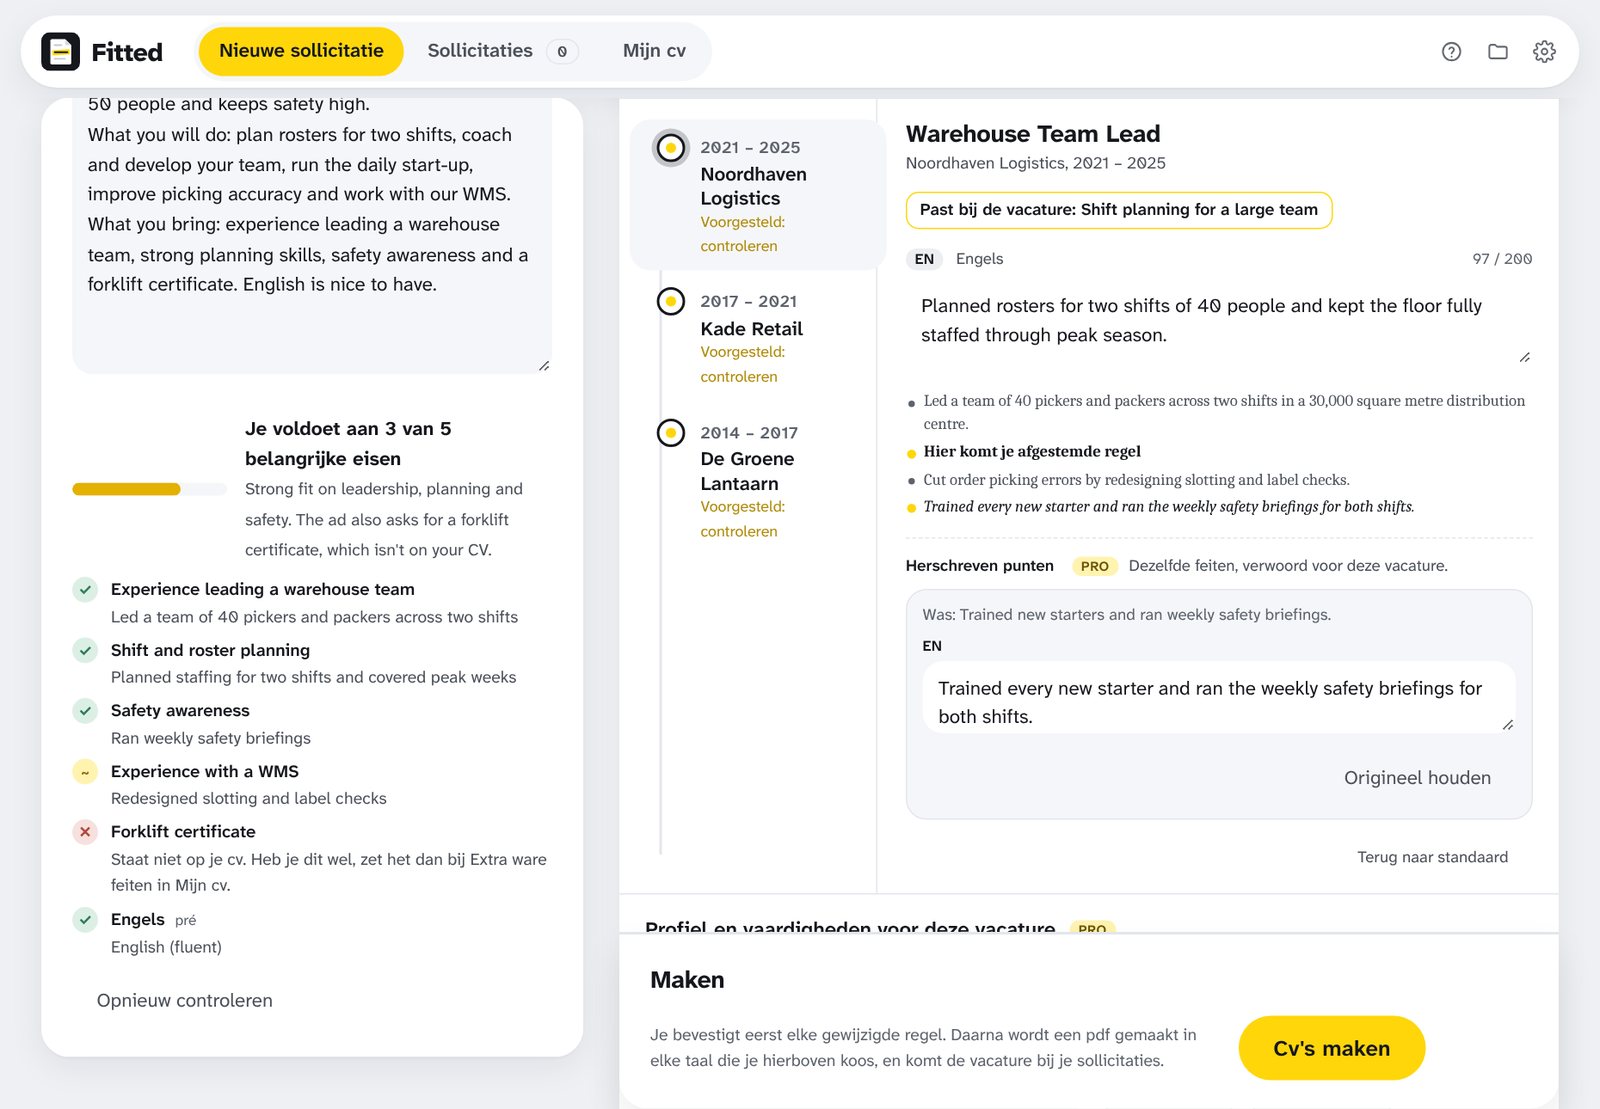 Fitted
Nieuwe sollicitatie
Sollicitaties 0
Mijn cv
50 people and keeps safety high.
What you will do: plan rosters for two shifts, coach
and develop your team, run the daily start-up,
improve picking accuracy and work with our WMS.
What you bring: experience leading a warehouse
team, strong planning skills, safety awareness and a
forklift certificate. English is nice to have.
Je voldoet aan 3 van 5
belangrijke eisen
Strong fit on leadership, planning and
safety. The ad also asks for a forklift
certificate, which isn't on your CV.
Experience leading a warehouse team
Led a team of 40 pickers and packers across two shifts
Shift and roster planning
Planned staffing for two shifts and covered peak weeks
Safety awareness
Ran weekly safety briefings
~ Experience with a WMS
Redesigned slotting and label checks
Forklift certificate
Staat niet op je cv. Heb je dit wel, zet het dan bij Extra ware
feiten in Mijn cv.
Engels pré
English (fluent)
Opnieuw controleren
2021 – 2025
Noordhaven
Logistics
Voorgesteld:
controleren
2017 – 2021
Kade Retail
Voorgesteld:
controleren
2014 – 2017
De Groene
Lantaarn
Voorgesteld:
controleren
Warehouse Team Lead
Noordhaven Logistics, 2021 – 2025
Past bij de vacature: Shift planning for a large team
EN Engels 97 / 200
Planned rosters for two shifts of 40 people and kept the floor fully
staffed through peak season.
Led a team of 40 pickers and packers across two shifts in a 30,000 square metre distribution
centre.
Hier komt je afgestemde regel
Cut order picking errors by redesigning slotting and label checks.
Trained every new starter and ran the weekly safety briefings for both shifts.
Herschreven punten PRO Dezelfde feiten, verwoord voor deze vacature.
Was: Trained new starters and ran weekly safety briefings.
EN
Trained every new starter and ran the weekly safety briefings for
both shifts.
Origineel houden
Terug naar standaard
Profiel en vaardigheden voor deze vacature PRO
Maken
Je bevestigt eerst elke gewijzigde regel. Daarna wordt een pdf gemaakt in
elke taal die je hierboven koos, en komt de vacature bij je sollicitaties.
Cv's maken